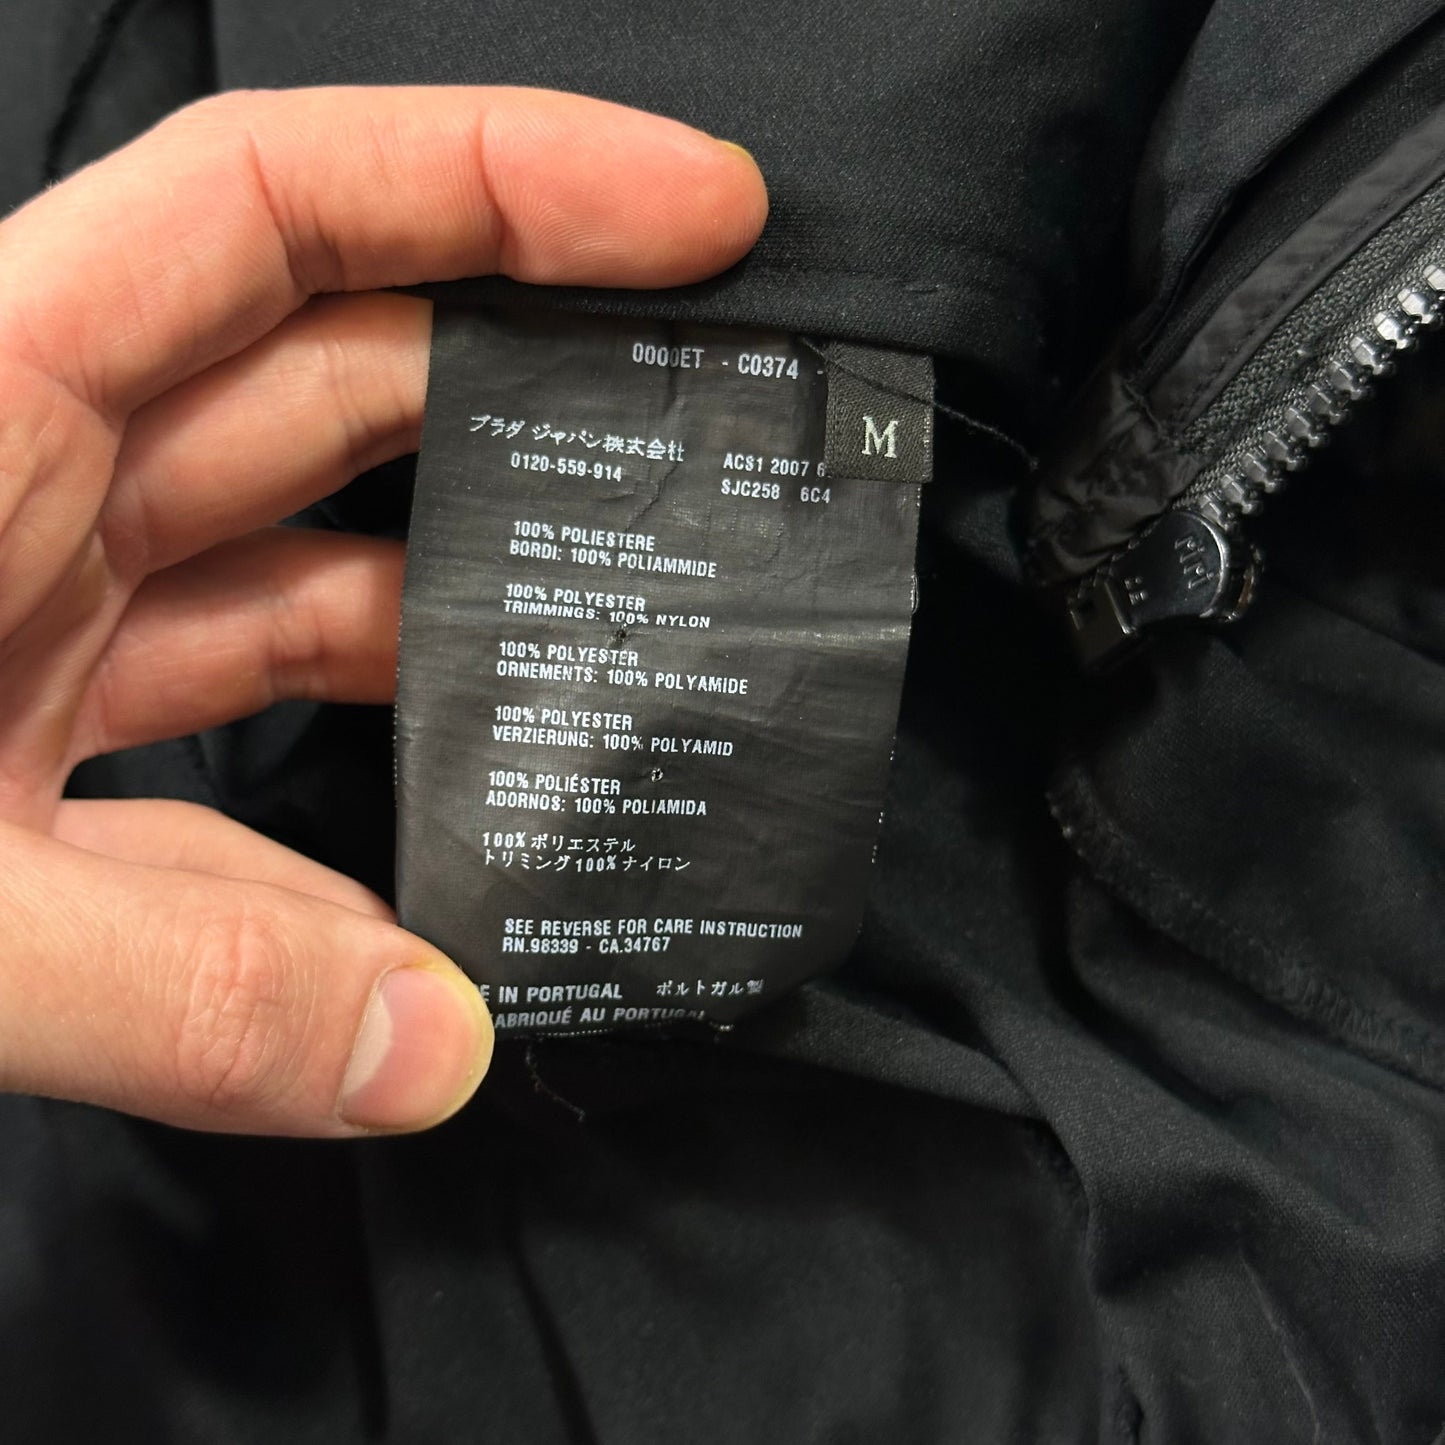 0000ET - C0374 -
プラダ ジャパン株式会社
0120-559-914
M
ACS1 2007
SJC258 6C4
100% POLIESTERE
BORDI: 100% POLIAMMIDE
100% POLYESTER
TRIMMINGS: 100% NYLON
100% POLYESTER
ORNEMENTS: 100% POLYAMIDE
100% POLYESTER
VERZIERUNG: 100% POLYAMID
100% POLIÉSTER
ADORNOS: 100% POLIAMIDA
100% ポリエステル
トリミング 100% ナイロン
SEE REVERSE FOR CARE INSTRUCTION
RN.98339 - CA.34767
E IN PORTUGAL ポルトガル製
ABRIQUÉ AU PORTUGAL